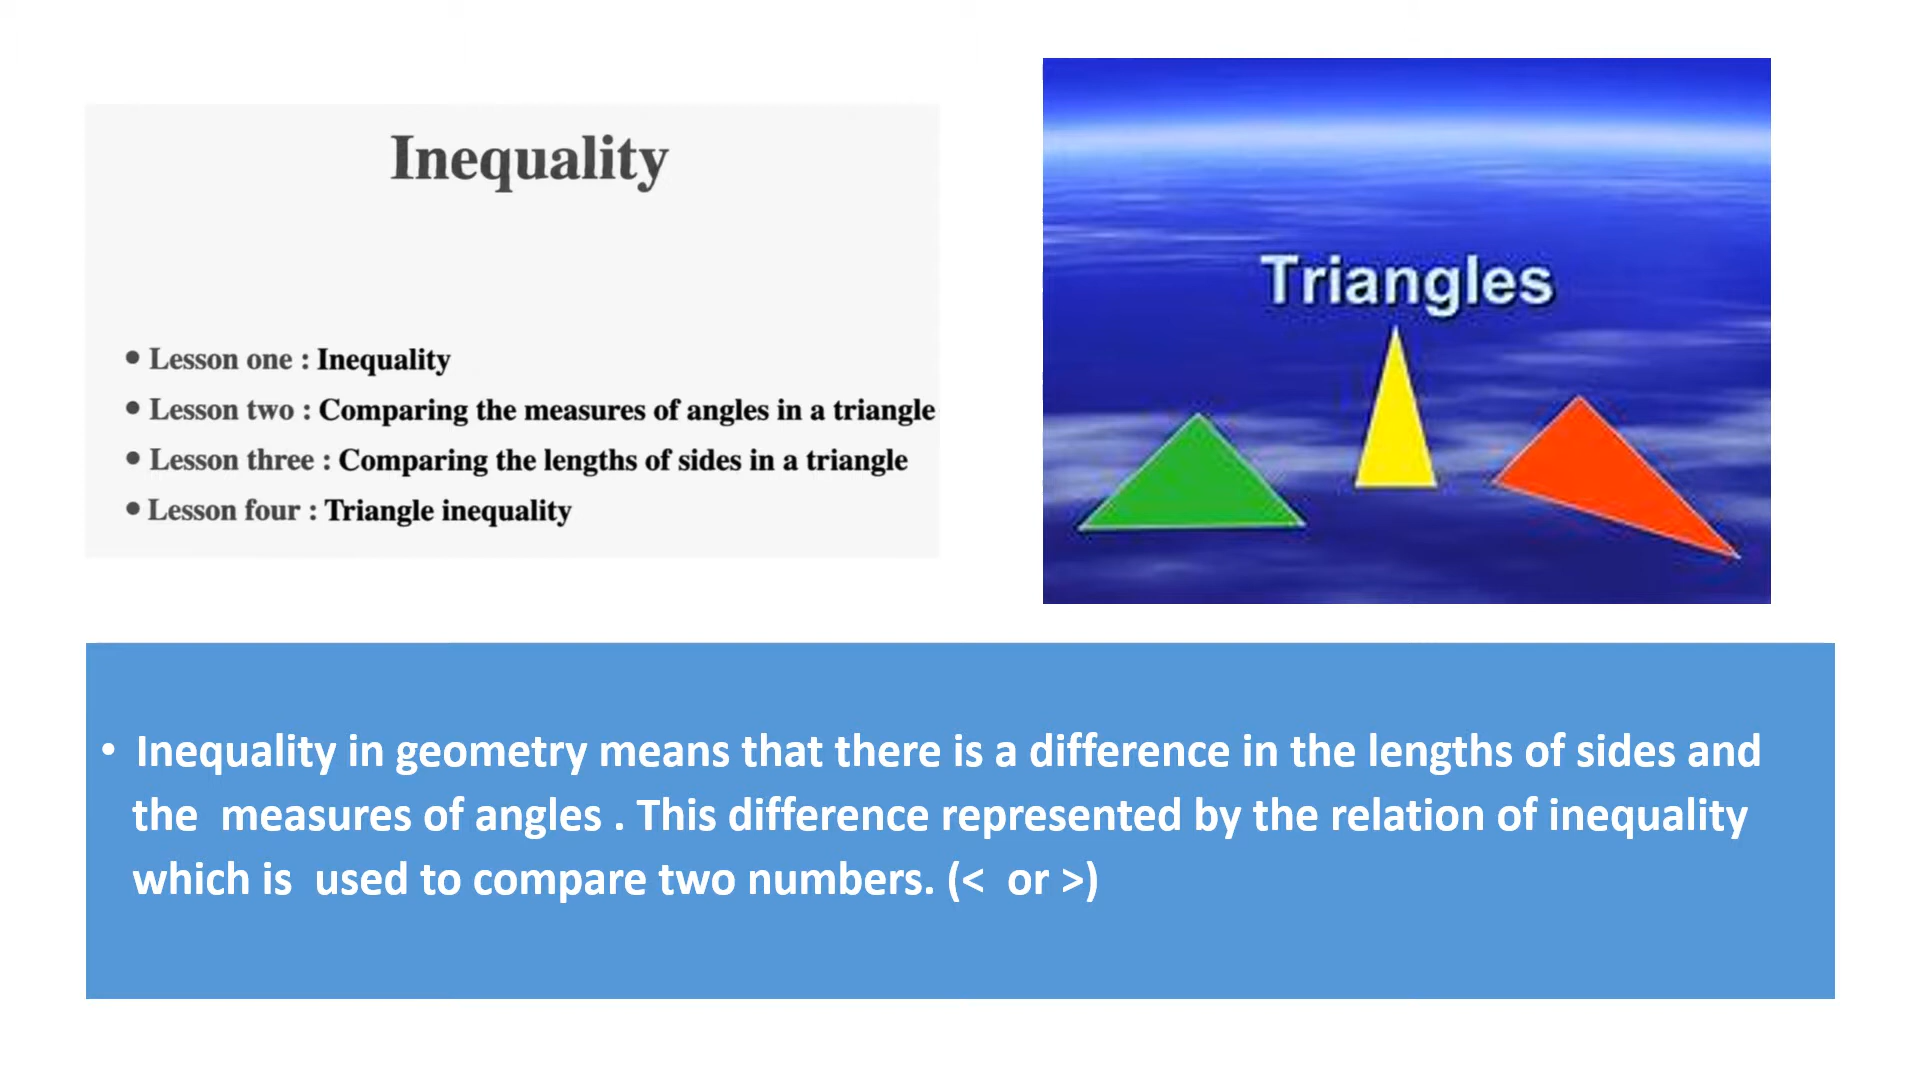 Inequality
• Lesson one : Inequality
• Lesson two : Comparing the measures of angles in a triangle
• Lesson three : Comparing the lengths of sides in a triangle
• Lesson four : Triangle inequality
Triangles
• Inequality in geometry means that there is a difference in the lengths of sides and
the  measures of angles . This difference represented by the relation of inequality
which is  used to compare two numbers. (<  or >)